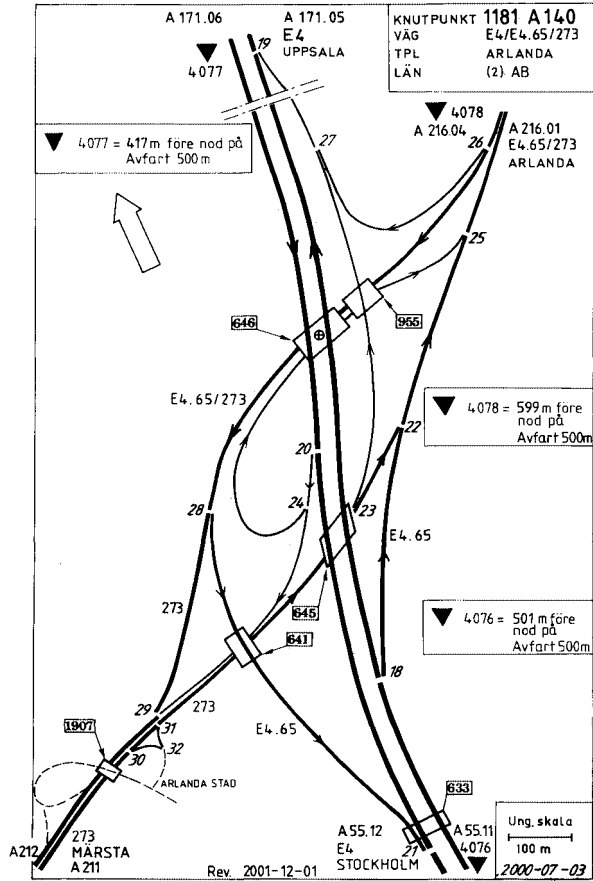 A 171.06
A 171.05
E4
UPPSALA
KNUTPUNKT 1181 A140
VÄG E4/E4.65/273
TPL ARLANDA
LÄN (2) AB
19
4077
4077 = 417m före nod på
Avfart 500m
4078
A 216.04
A 216.01
E4.65/273
ARLANDA
26
27
25
646
955
E4.65/273
4078 = 599m före
nod på
Avfart 500m
22
20
24
23
28
E4.65
273
645
641
4076 = 501m före
nod på
Avfart 500m
18
29
273
31
32
30
E4.65
1907
ARLANDA STAD
633
A212
273
MÄRSTA
A211
A55.12
E4
STOCKHOLM
21
A55.11
4076
Ung. skala
100 m
Rev. 2001-12-01
2000-07-03